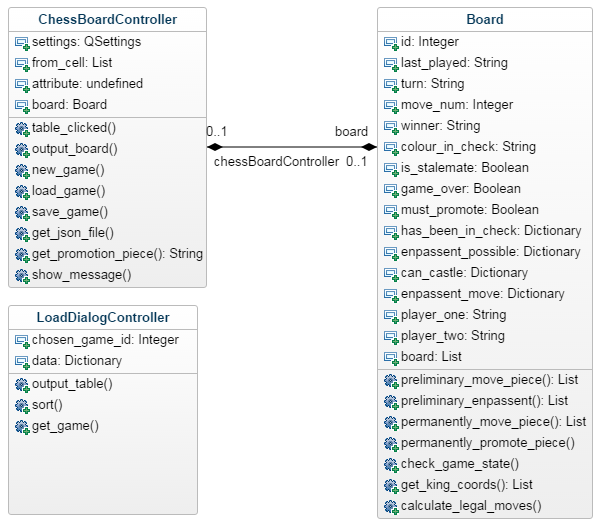 ChessBoardController
settings: QSettings
from_cell: List
attribute: undefined
board: Board
table_clicked()
output_board()
new_game()
load_game()
save_game()
get_json_file()
get_promotion_piece(): String
show_message()
0..1
board
chessBoardController
0..1
Board
id: Integer
last_played: String
turn: String
move_num: Integer
winner: String
colour_in_check: String
is_stalemate: Boolean
game_over: Boolean
must_promote: Boolean
has_been_in_check: Dictionary
enpassent_possible: Dictionary
can_castle: Dictionary
enpassent_move: Dictionary
player_one: String
player_two: String
board: List
preliminary_move_piece(): List
preliminary_enpassent(): List
permanently_move_piece(): List
permanently_promote_piece()
check_game_state()
get_king_coords(): List
calculate_legal_moves()
LoadDialogController
chosen_game_id: Integer
data: Dictionary
output_table()
sort()
get_game()